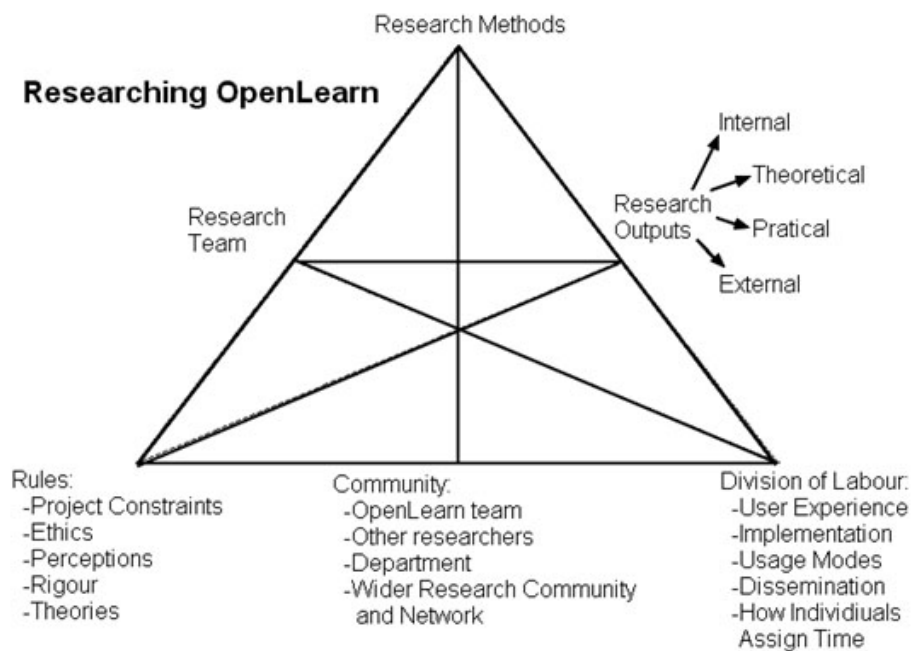 Research Methods
Researching OpenLearn
Internal
Theoretical
Research
Outputs
Pratical
External
Research
Team
Rules:
-Project Constraints
-Ethics
-Perceptions
-Rigour
-Theories
Community:
-OpenLearn team
-Other researchers
-Department
-Wider Research Community
and Network
Division of Labour:
-User Experience
-Implementation
-Usage Modes
-Dissemination
-How Individiuals
Assign Time